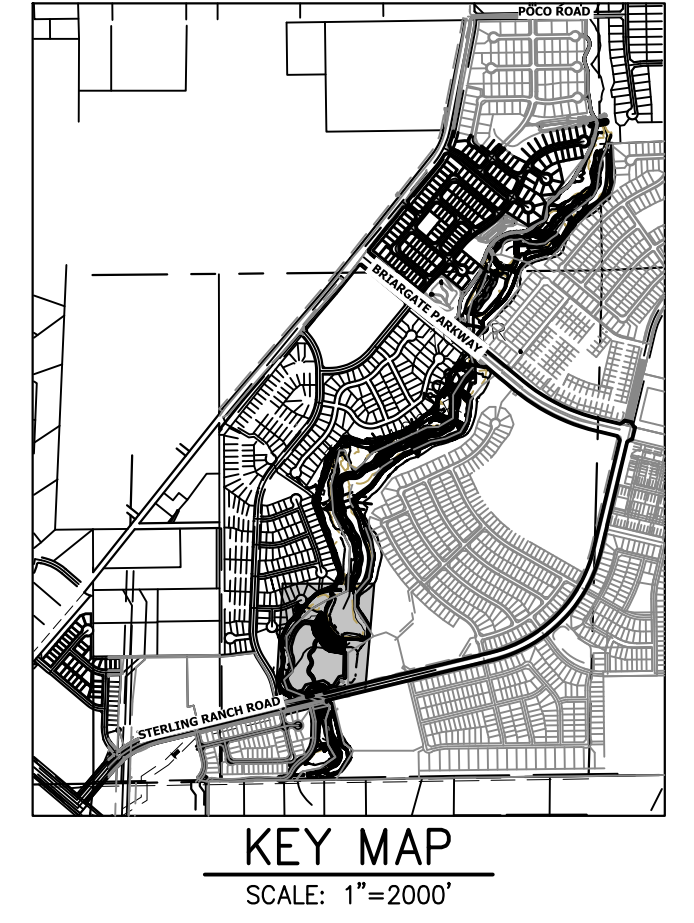 POCO ROAD
BRIARGATE PARKWAY
STERLING RANCH ROAD
KEY MAP
SCALE: 1"=2000'